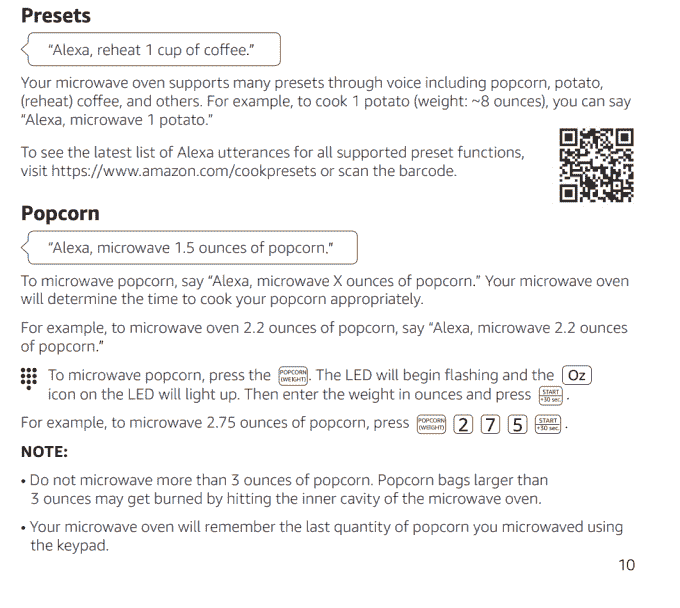 Presets
“Alexa, reheat 1 cup of coffee.”
Your microwave oven supports many presets through voice including popcorn, potato,
(reheat) coffee, and others. For example, to cook 1 potato (weight: ~8 ounces), you can say
“Alexa, microwave 1 potato.”
To see the latest list of Alexa utterances for all supported preset functions,
visit https://www.amazon.com/cookpresets or scan the barcode.
Popcorn
“Alexa, microwave 1.5 ounces of popcorn.”
To microwave popcorn, say “Alexa, microwave X ounces of popcorn.” Your microwave oven
will determine the time to cook your popcorn appropriately.
For example, to microwave oven 2.2 ounces of popcorn, say “Alexa, microwave 2.2 ounces
of popcorn.”
To microwave popcorn, press the POPCORN (WEIGHT). The LED will begin flashing and the Oz
icon on the LED will light up. Then enter the weight in ounces and press START +30 sec.
For example, to microwave 2.75 ounces of popcorn, press POPCORN (WEIGHT) 2 7 5 START +30 sec.
NOTE:
• Do not microwave more than 3 ounces of popcorn. Popcorn bags larger than
3 ounces may get burned by hitting the inner cavity of the microwave oven.
• Your microwave oven will remember the last quantity of popcorn you microwaved using
the keypad.
10